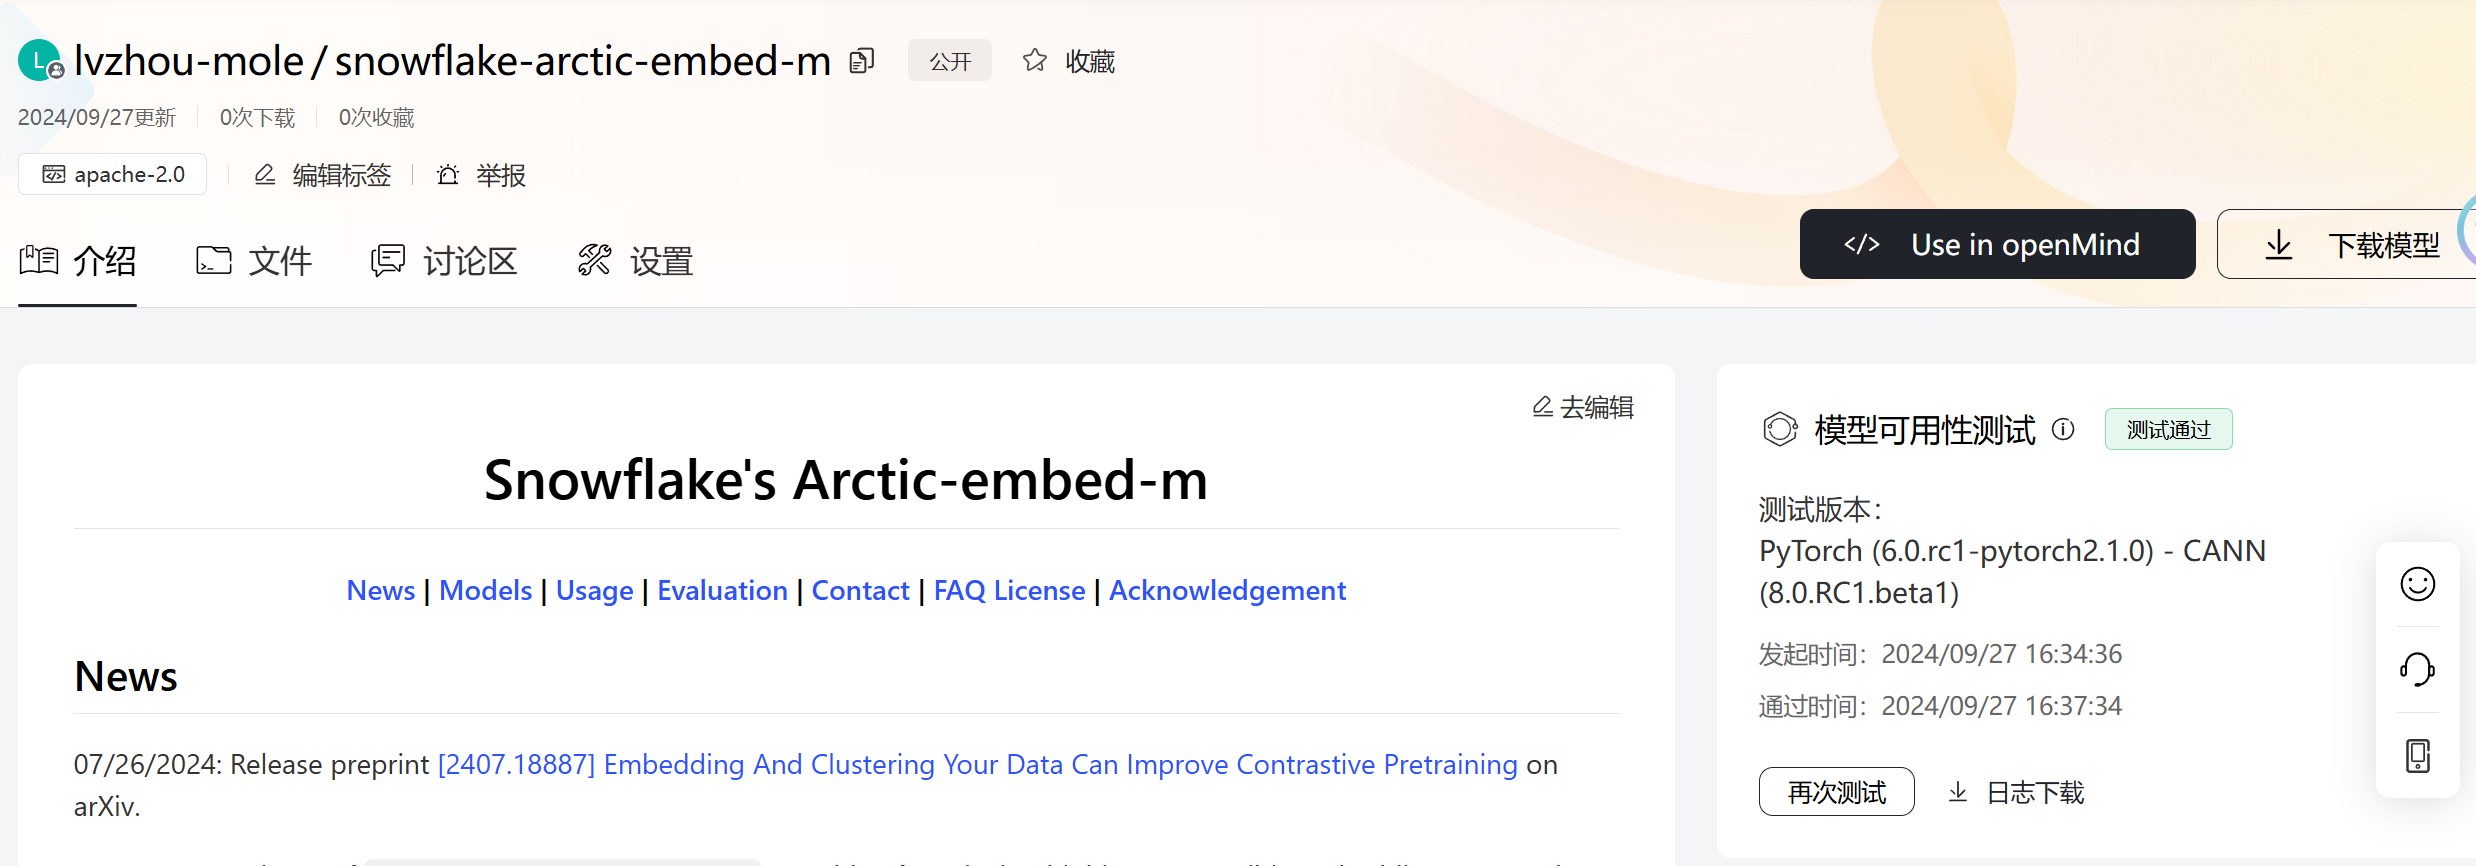 L lvzhou-mole / snowflake-arctic-embed-m 公开 收藏
2024/09/27更新 0次下载 0次收藏
apache-2.0 编辑标签 举报
介绍 文件 讨论区 设置
</> Use in openMind 下载模型
去编辑
Snowflake's Arctic-embed-m
News | Models | Usage | Evaluation | Contact | FAQ License | Acknowledgement
News
07/26/2024: Release preprint [2407.18887] Embedding And Clustering Your Data Can Improve Contrastive Pretraining on
arXiv.
模型可用性测试 测试通过
测试版本：
PyTorch (6.0.rc1-pytorch2.1.0) - CANN
(8.0.RC1.beta1)
发起时间：2024/09/27 16:34:36
通过时间：2024/09/27 16:37:34
再次测试 日志下载